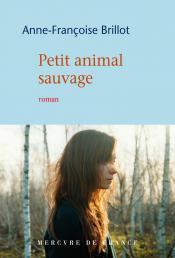 Anne-Françoise Brillot
Petit animal
sauvage
roman
MERCVRE DE FRANCE